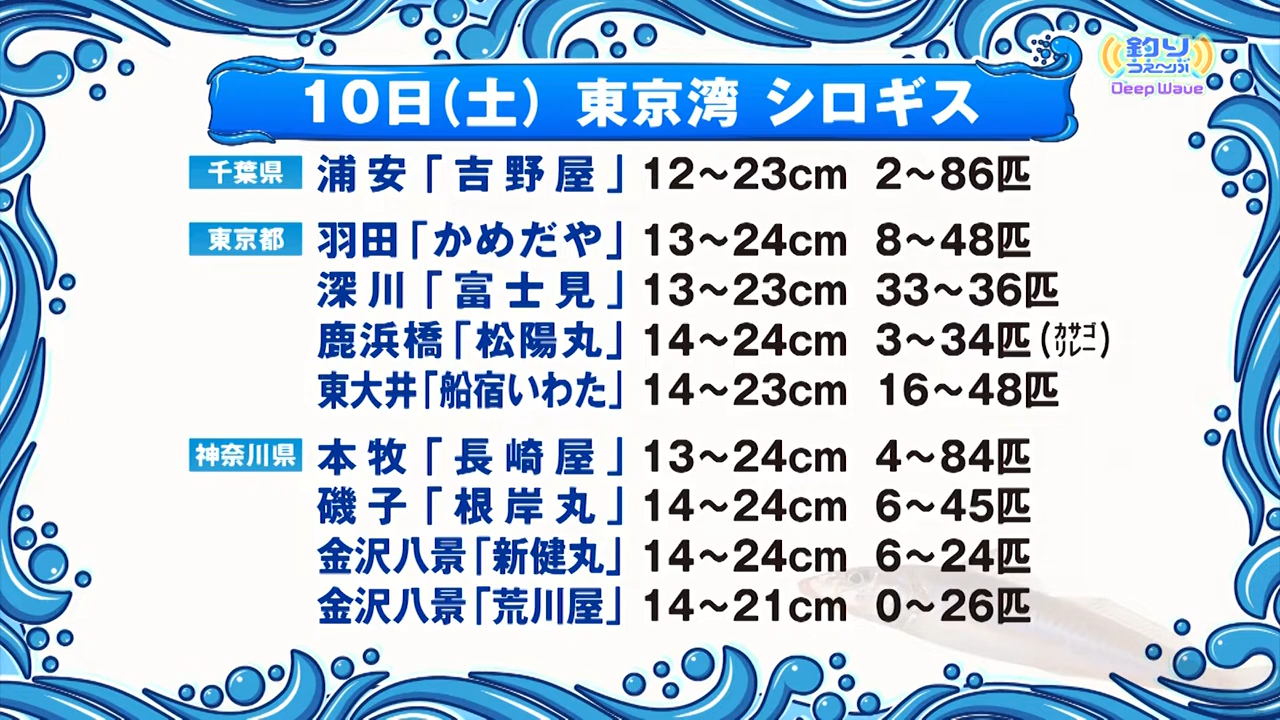 釣り
うぇ~ぶ
Deep Wave
10日(土) 東京湾 シロギス
千葉県 浦安「吉野屋」 12~23cm 2~86匹
東京都 羽田「かめだや」 13~24cm 8~48匹
深川「富士見」 13~23cm 33~36匹
鹿浜橋「松陽丸」 14~24cm 3~34匹(カサゴリレー)
東大井「船宿いわた」 14~23cm 16~48匹
神奈川県 本牧「長崎屋」 13~24cm 4~84匹
磯子「根岸丸」 14~24cm 6~45匹
金沢八景「新健丸」 14~24cm 6~24匹
金沢八景「荒川屋」 14~21cm 0~26匹